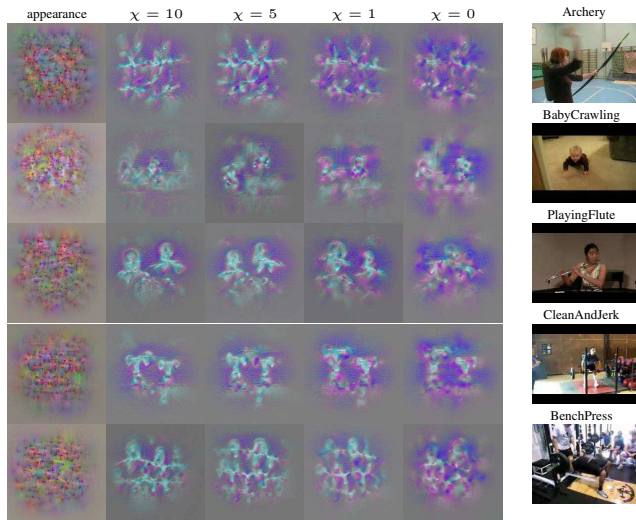 appearance
χ = 10
χ = 5
χ = 1
χ = 0
Archery
BabyCrawling
PlayingFlute
CleanAndJerk
BenchPress